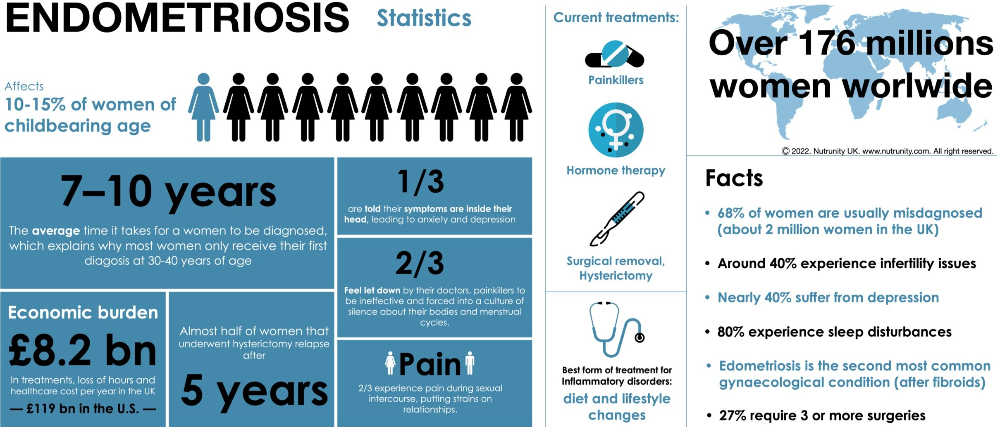 ENDOMETRIOSIS Statistics
Affects
10-15% of women of
childbearing age
7–10 years
The average time it takes for a women to be diagnosed,
which explains why most women only receive their first
diagosis at 30-40 years of age
Economic burden
£8.2 bn
In treatments, loss of hours and
healthcare cost per year in the UK
— £119 bn in the U.S. —
Almost half of women that
underwent hysterictomy relapse
after
5 years
1/3
are told their symptoms are inside their
head, leading to anxiety and depression
2/3
Feel let down by their doctors, painkillers to
be ineffective and forced into a culture of
silence about their bodies and menstrual
cycles.
Pain
2/3 experience pain during sexual
intercourse, putting strains on
relationships.
Current treatments:
Painkillers
Hormone therapy
Surgical removal,
Hysterictomy
Best form of treatment for
Inflammatory disorders:
diet and lifestyle
changes
Over 176 millions
women worlwide
© 2022. Nutrunity UK. www.nutrunity.com. All right reserved.
Facts
• 68% of women are usually misdagnosed
(about 2 million women in the UK)
• Around 40% experience infertility issues
• Nearly 40% suffer from depression
• 80% experience sleep disturbances
• Edometriosis is the second most common
gynaecological condition (after fibroids)
• 27% require 3 or more surgeries